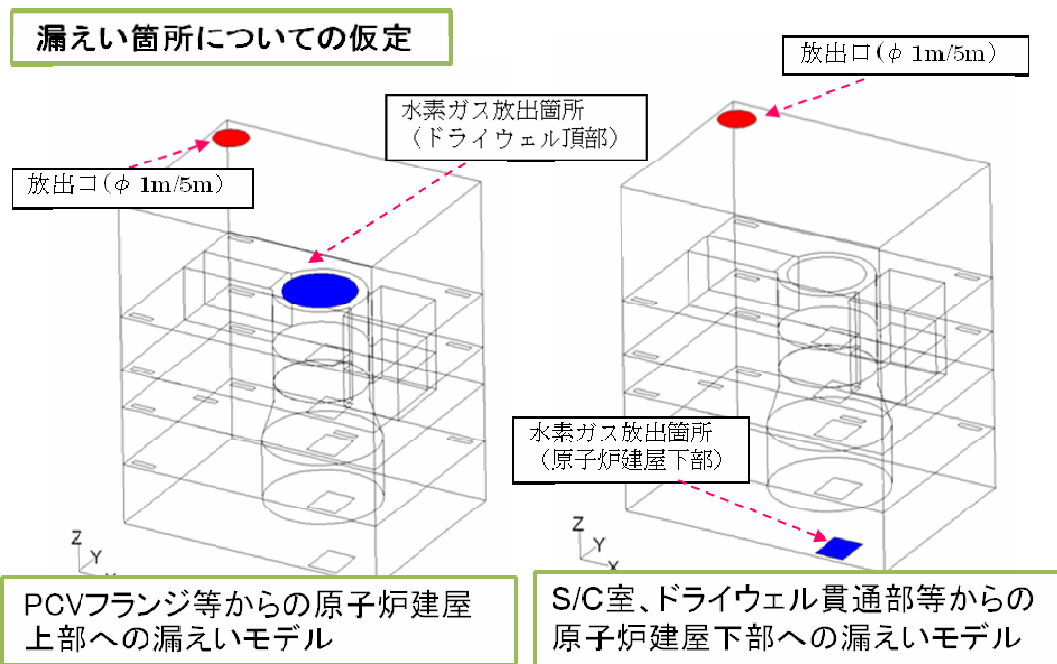 漏えい箇所についての仮定
放出口(φ 1m/5m)
水素ガス放出箇所
(ドライウェル頂部)
放出口(φ 1m/5m)
水素ガス放出箇所
(原子炉建屋下部)
Z
Y
X
Z
Y
X
PCVフランジ等からの原子炉建屋
上部への漏えいモデル
S/C室、ドライウェル貫通部等からの
原子炉建屋下部への漏えいモデル